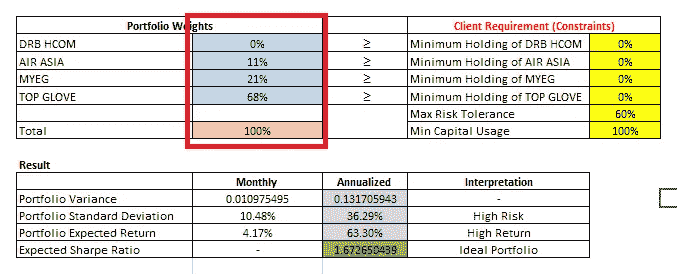 Portfolio Weights Client Requirement (Constraints)
DRB HCOM 0% ≥ Minimum Holding of DRB HCOM 0%
AIR ASIA 11% ≥ Minimum Holding of AIR ASIA 0%
MYEG 21% ≥ Minimum Holding of MYEG 0%
TOP GLOVE 68% ≥ Minimum Holding of TOP GLOVE 0%
Max Risk Tolerance 60%
Total 100% Min Capital Usage 100%
Result
Monthly Annualized Interpretation
Portfolio Variance 0.010975495 0.131705943 -
Portfolio Standard Deviation 10.48% 36.29% High Risk
Portfolio Expected Return 4.17% 63.30% High Return
Expected Sharpe Ratio - 1.672650439 Ideal Portfolio